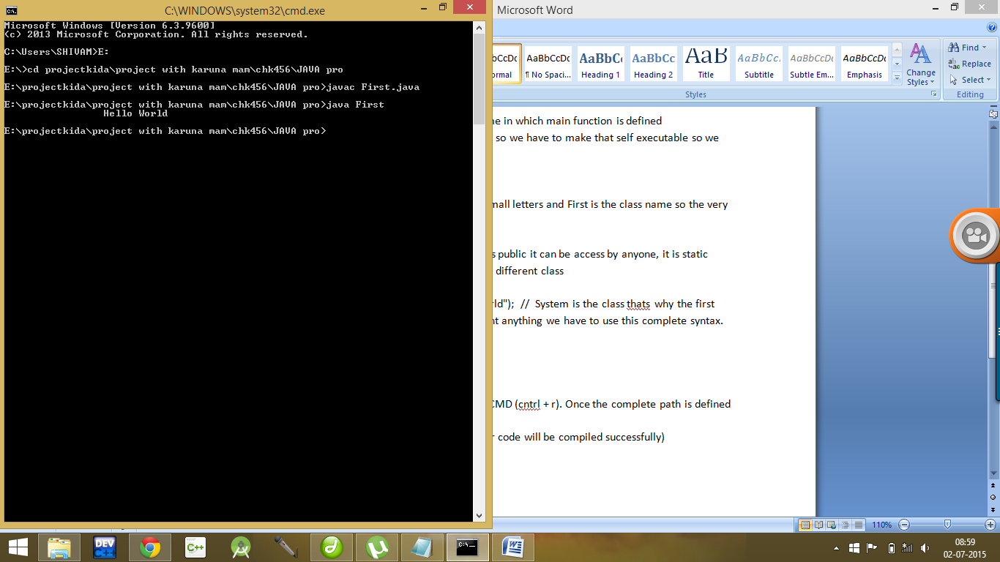 C:\WINDOWS\system32\cmd.exe
Microsoft Windows [Version 6.3.9600]
(c) 2013 Microsoft Corporation. All rights reserved.
C:\Users\SHIVAM>E:
E:\>cd projectkida\project with karuna mam\chk456\JAVA pro
E:\projectkida\project with karuna mam\chk456\JAVA pro>javac First.java
E:\projectkida\project with karuna mam\chk456\JAVA pro>java First
Hello World
E:\projectkida\project with karuna mam\chk456\JAVA pro>
Microsoft Word
AaBbCcDc AaBbC AaBbCc AaB AaBbCc. AaBbCcDc AaBbCcDc
¶ No Spaci... Heading 1 Heading 2 Title Subtitle Subtle Em... Emphasis
Change Styles
Styles
Find
Replace
Select
Editing
in which main function is defined
so we have to make that self executable so we
letters and First is the class name so the very
public it can be access by anyone, it is static
different class
"); // System is the class thats why the first
anything we have to use this complete syntax.
CMD (cntrl + r). Once the complete path is defined
code will be compiled successfully)
110%
DEV
C++
C++
08:59
02-07-2015